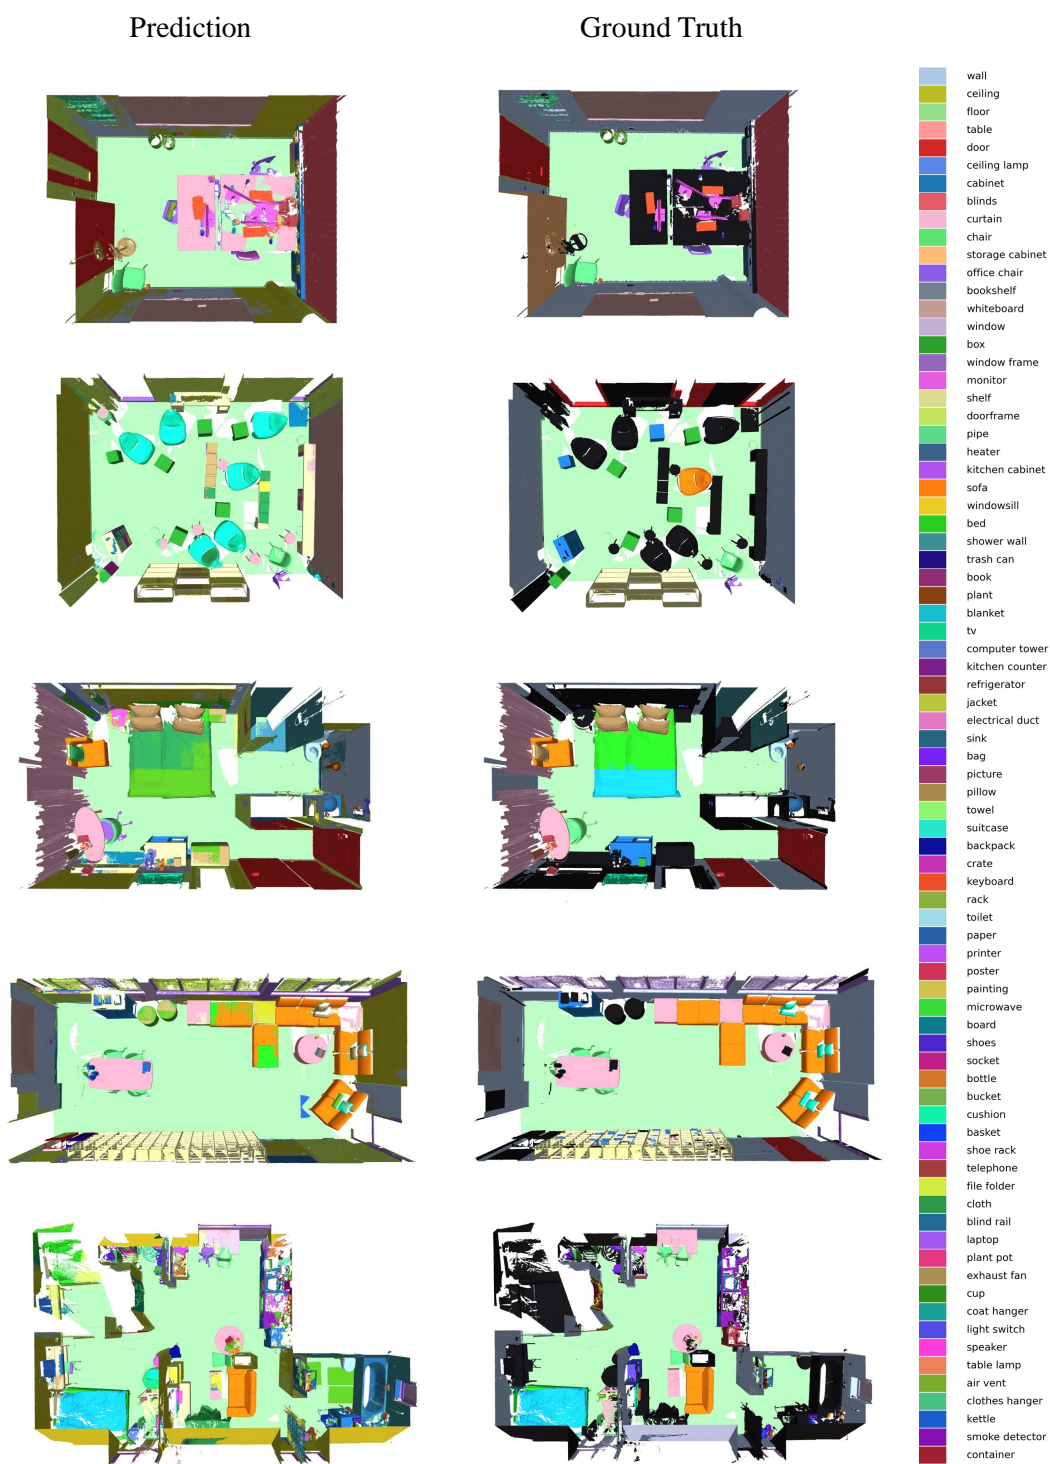 Prediction
Ground Truth
wall
ceiling
floor
table
door
ceiling lamp
cabinet
blinds
curtain
chair
storage cabinet
office chair
bookshelf
whiteboard
window
box
window frame
monitor
shelf
doorframe
pipe
heater
kitchen cabinet
sofa
windowsill
bed
shower wall
trash can
book
plant
blanket
tv
computer tower
kitchen counter
refrigerator
jacket
electrical duct
sink
bag
picture
pillow
towel
suitcase
backpack
crate
keyboard
rack
toilet
paper
printer
poster
painting
microwave
board
shoes
socket
bottle
bucket
cushion
basket
shoe rack
telephone
file folder
cloth
blind rail
laptop
plant pot
exhaust fan
cup
coat hanger
light switch
speaker
table lamp
air vent
clothes hanger
kettle
smoke detector
container